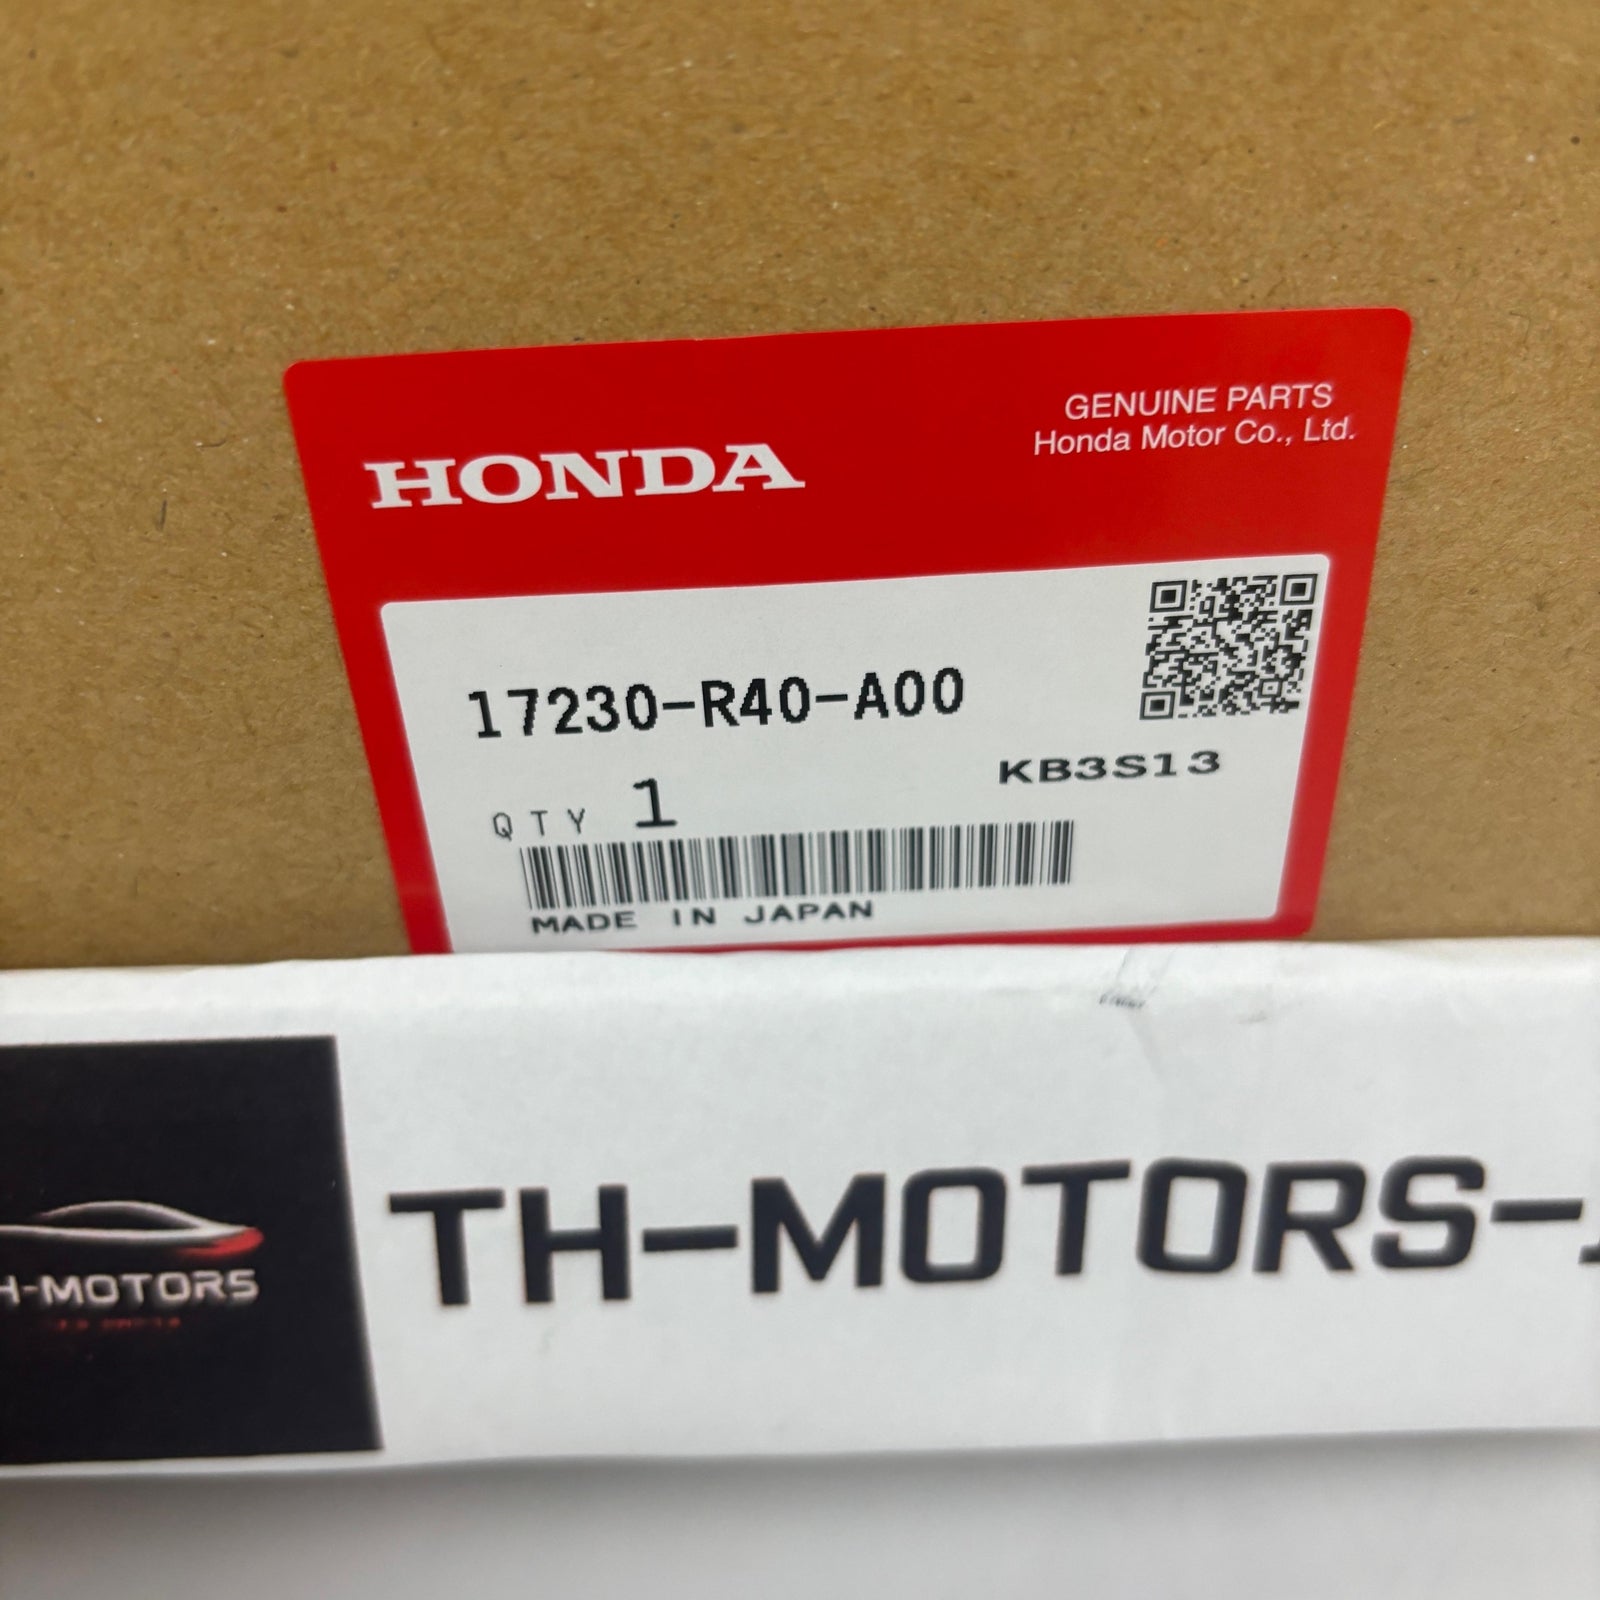 GENUINE PARTS
Honda Motor Co., Ltd.
HONDA
17230-R40-A00
KB3S13
QTY 1
MADE IN JAPAN
TH-MOTORS-
H-MOTORS